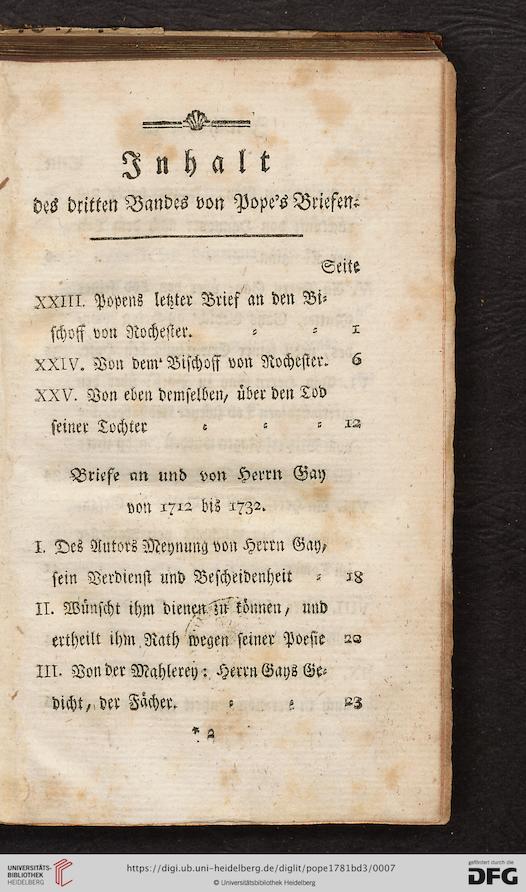 Inhalt
des dritten Bandes von Pope's Briefen.
Seite
XXIII. Popens letzter Brief an den Bi=
schoff von Rochester. = = 1
XXIV. Von dem Bischoff von Rochester. 6
XXV. Von eben demselben, über den Tod
seiner Tochter = = = 12
Briefe an und von Herrn Gay
von 1712 bis 1732.
I. Des Autors Meynung von Herrn Gay,
sein Verdienst und Bescheidenheit = 18
II. Wünscht ihm dienen zu können, und
ertheilt ihm Rath wegen seiner Poesie 20
III. Von der Mahlerey: Herrn Gays Ge=
dicht, der Fächer. = = 23
* 2
UNIVERSITÄTS-
BIBLIOTHEK
HEIDELBERG
https://digi.ub.uni-heidelberg.de/diglit/pope1781bd3/0007
© Universitätsbibliothek Heidelberg
gefördert durch die
DFG